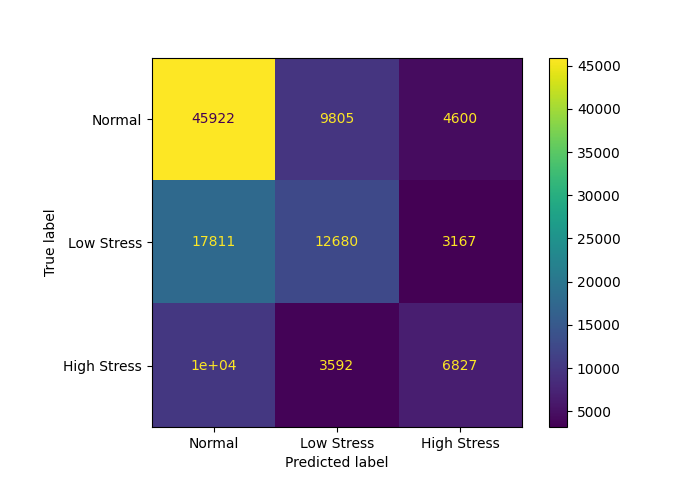 Normal 45922 9805 4600
Low Stress 17811 12680 3167
High Stress 1e+04 3592 6827
Normal Low Stress High Stress
Predicted label
True label
45000
40000
35000
30000
25000
20000
15000
10000
5000